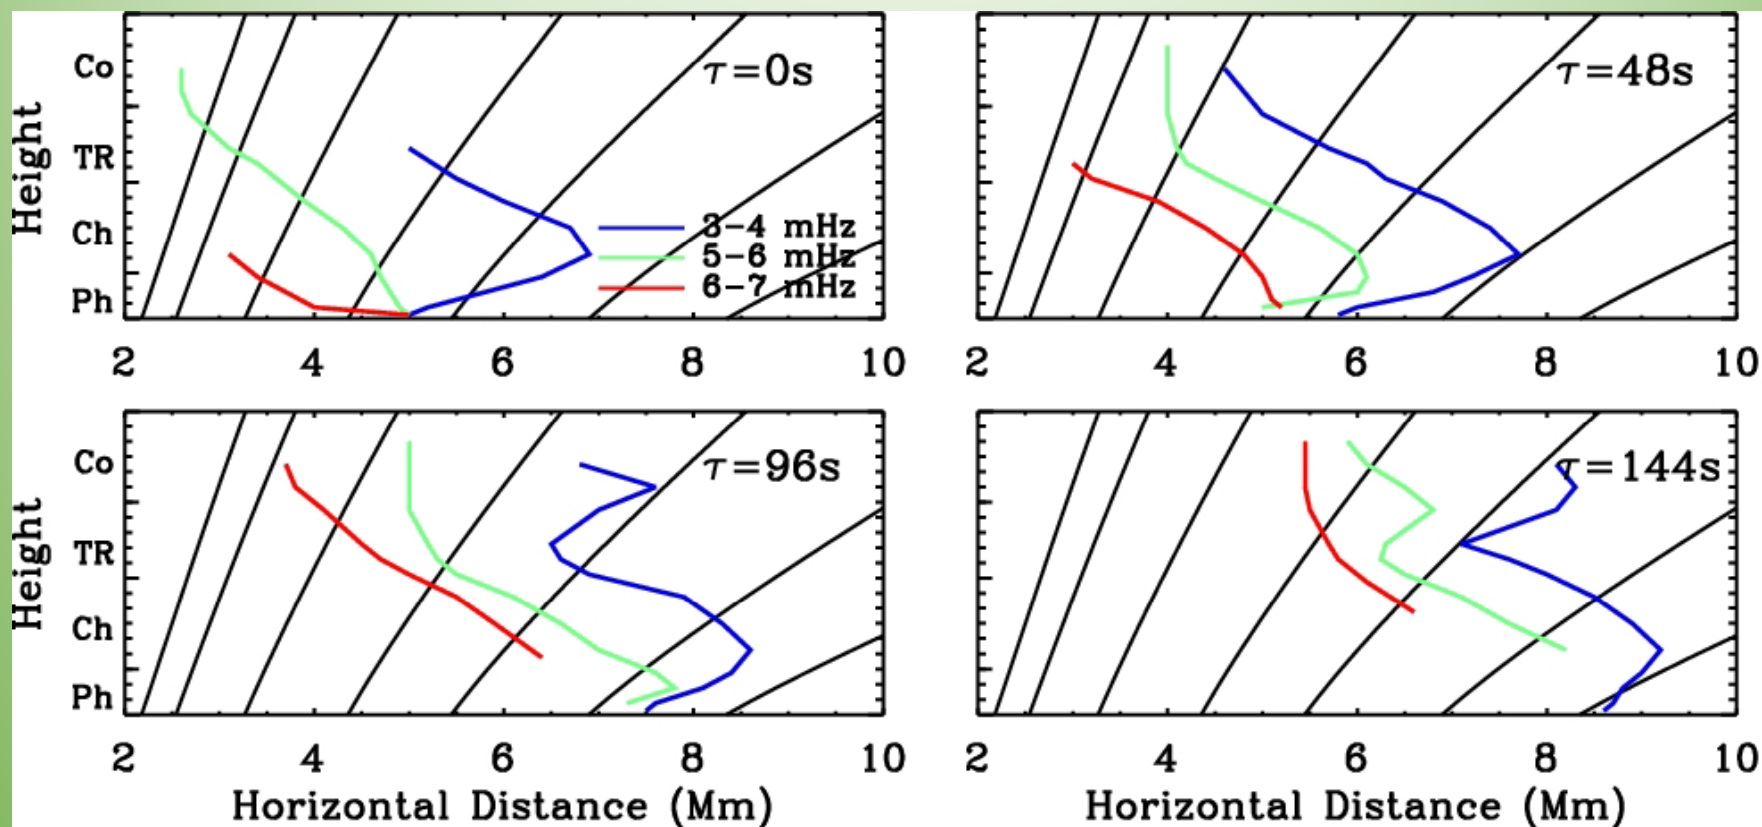 Co
TR
Ch
Ph
Height
τ=0s
3-4 mHz
5-6 mHz
6-7 mHz
2 4 6 8 10
τ=48s
2 4 6 8 10
Co
TR
Ch
Ph
Height
τ=96s
2 4 6 8 10
Horizontal Distance (Mm)
τ=144s
2 4 6 8 10
Horizontal Distance (Mm)